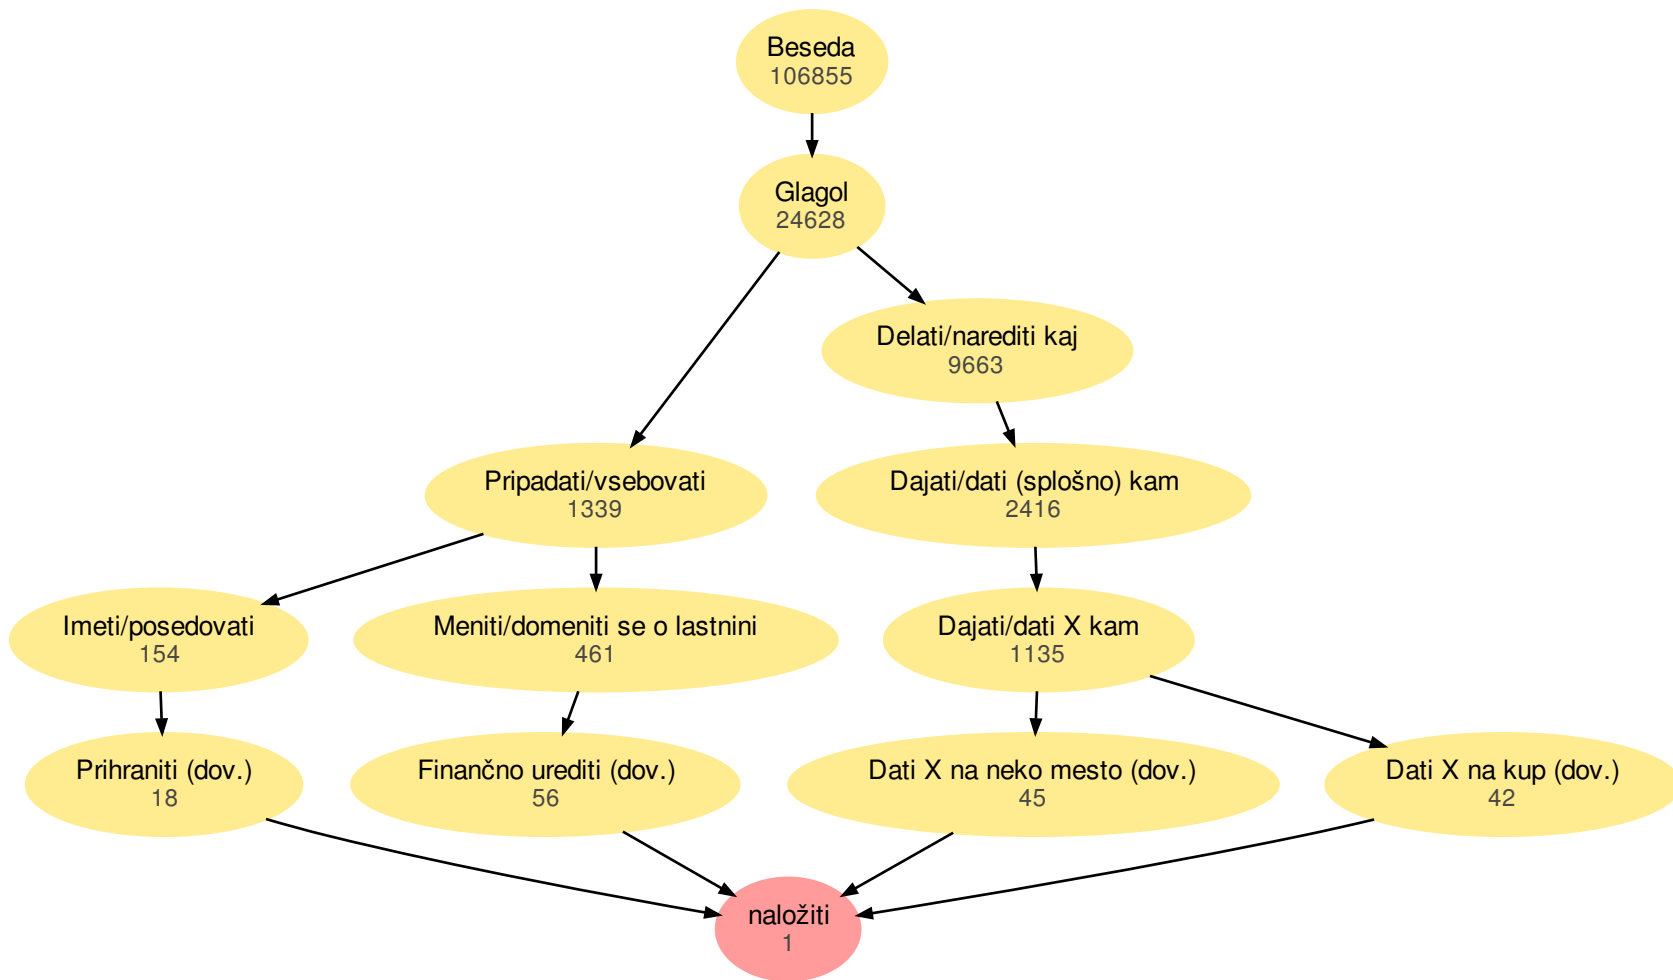 Beseda
106855
Glagol
24628
Delati/narediti kaj
9663
Pripadati/vsebovati
1339
Dajati/dati (splošno) kam
2416
Imeti/posedovati
154
Meniti/domeniti se o lastnini
461
Dajati/dati X kam
1135
Prihraniti (dov.)
18
Finančno urediti (dov.)
56
Dati X na neko mesto (dov.)
45
Dati X na kup (dov.)
42
naložiti
1